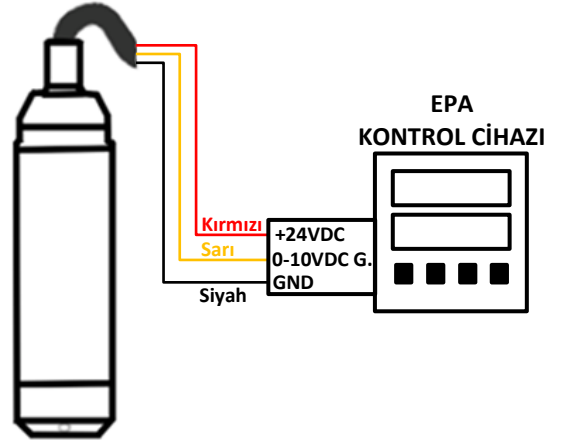 EPA
KONTROL CİHAZI
Kırmızı
+24VDC
Sarı
0-10VDC G.
GND
Siyah